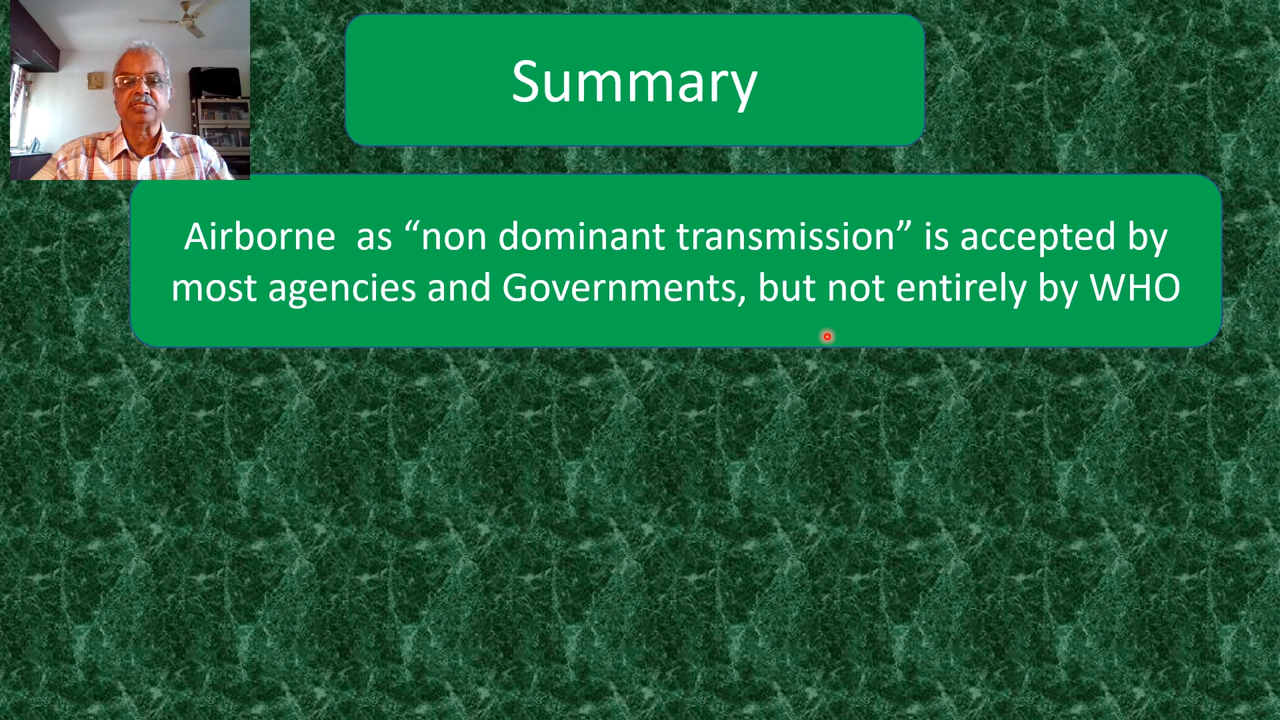 Summary
Airborne  as “non dominant transmission” is accepted by
most agencies and Governments, but not entirely by WHO